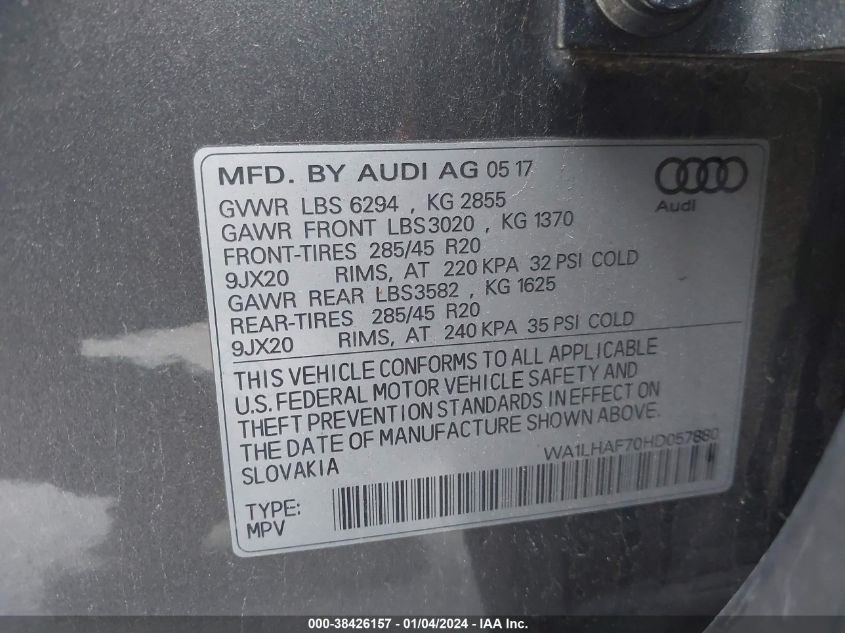 MFD. BY AUDI AG 05 17
Audi
GVWR LBS 6294 , KG 2855
GAWR FRONT LBS3020 , KG 1370
FRONT-TIRES 285/45 R20
9JX20 RIMS, AT 220 KPA 32 PSI COLD
GAWR REAR LBS3582 , KG 1625
REAR-TIRES 285/45 R20
9JX20 RIMS, AT 240 KPA 35 PSI COLD
THIS VEHICLE CONFORMS TO ALL APPLICABLE
U.S. FEDERAL MOTOR VEHICLE SAFETY AND
THEFT PREVENTION STANDARDS IN EFFECT ON
THE DATE OF MANUFACTURE SHOWN ABOVE.
SLOVAKIA
WA1LHAF70HD057880
TYPE:
MPV
000-38426157 - 01/04/2024 - IAA Inc.